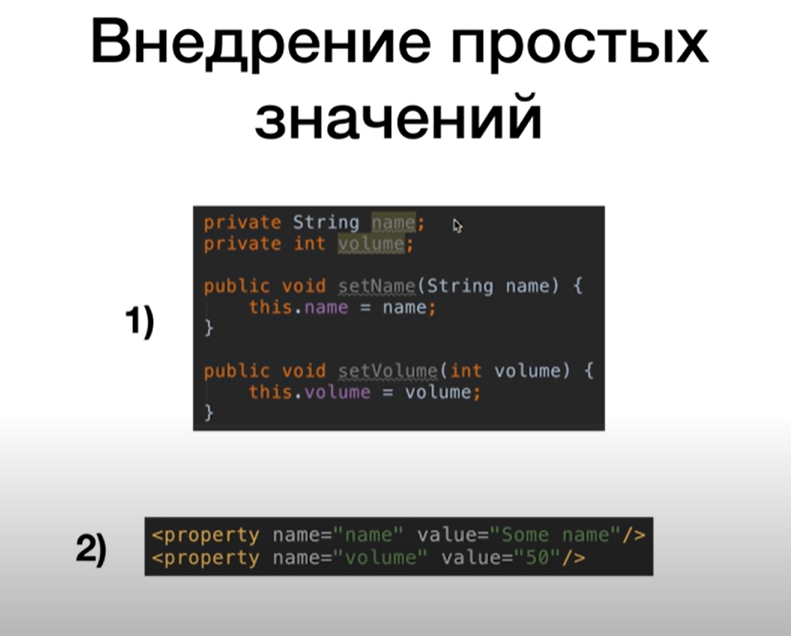 Внедрение простых
значений
1)
private String name;
private int volume;
public void setName(String name) {
this.name = name;
}
public void setVolume(int volume) {
this.volume = volume;
}
2)
<property name="name" value="Some name"/>
<property name="volume" value="50"/>